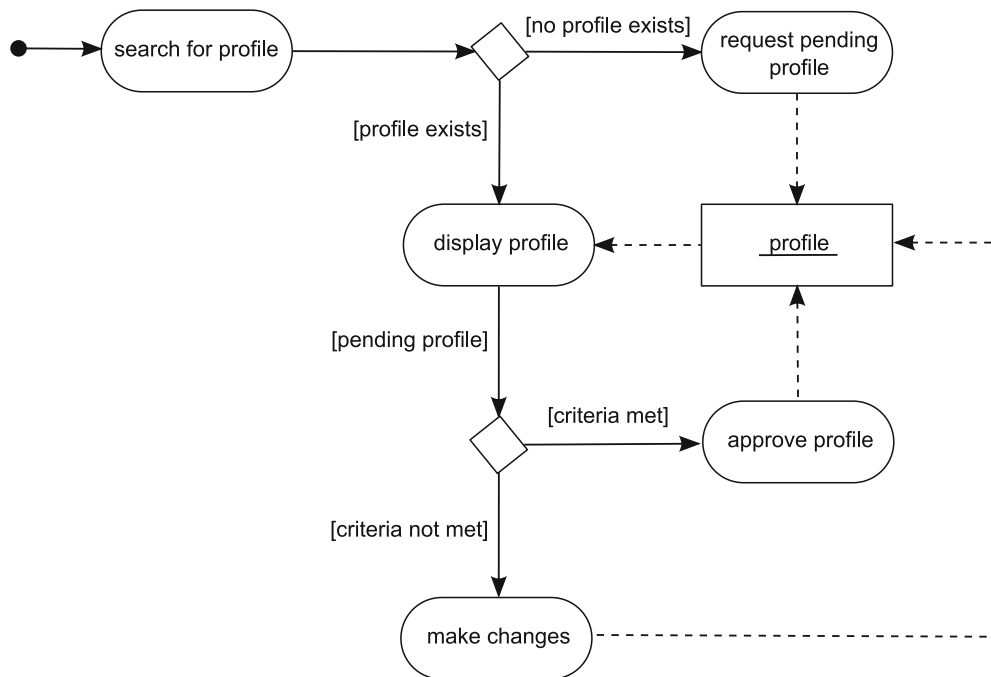 search for profile
[no profile exists]
request pending
profile
[profile exists]
display profile
profile
[pending profile]
[criteria met]
approve profile
[criteria not met]
make changes